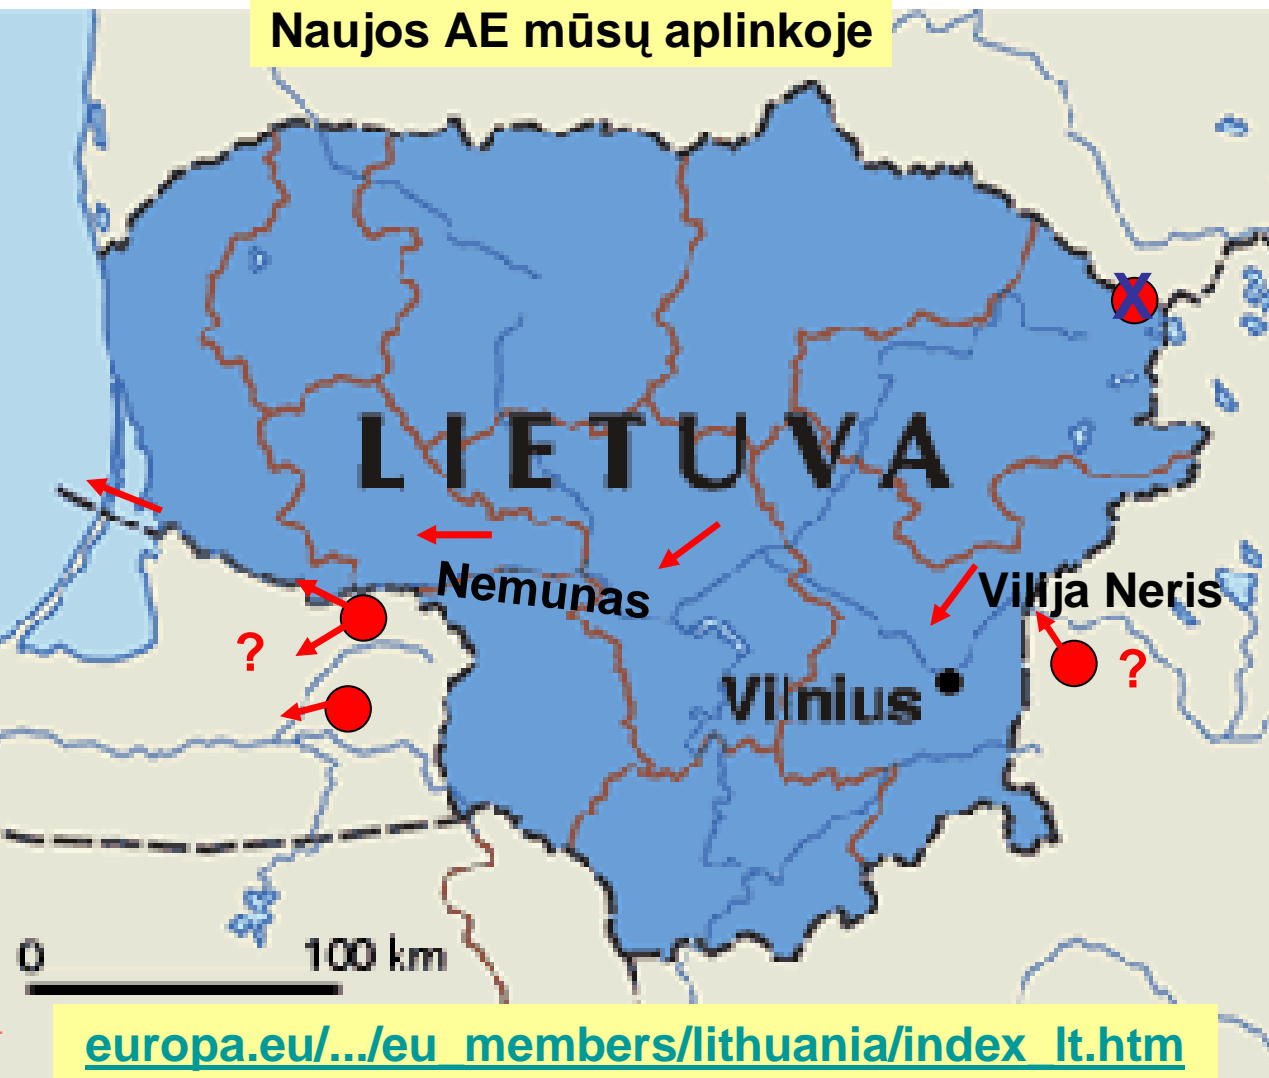 Naujos AE mūsų aplinkoje
X
LIETUVA
Nemunas
Vilija Neris
?
?
Vilnius
0 100 km
europa.eu/.../eu_members/lithuania/index_lt.htm